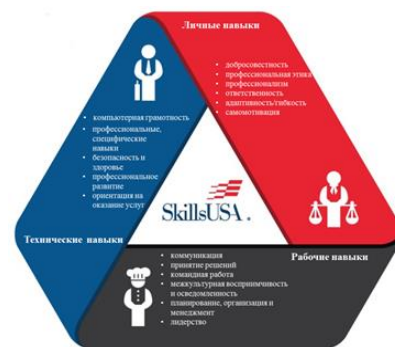 Личные навыки
• добросовестность
• профессиональная этика
• профессионализм
• ответственность
• адаптивность/гибкость
• самомотивация
• компьютерная грамотность
• профессиональные,
специфические
навыки
• безопасность и
здоровье
• профессиональное
развитие
• ориентация на
оказание услуг
SkillsUSA.
Технические навыки
Рабочие навыки
• коммуникация
• принятие решений
• командная работа
• межкультурная восприимчивость
и осведомленность
• планирование, организация и
менеджмент
• лидерство